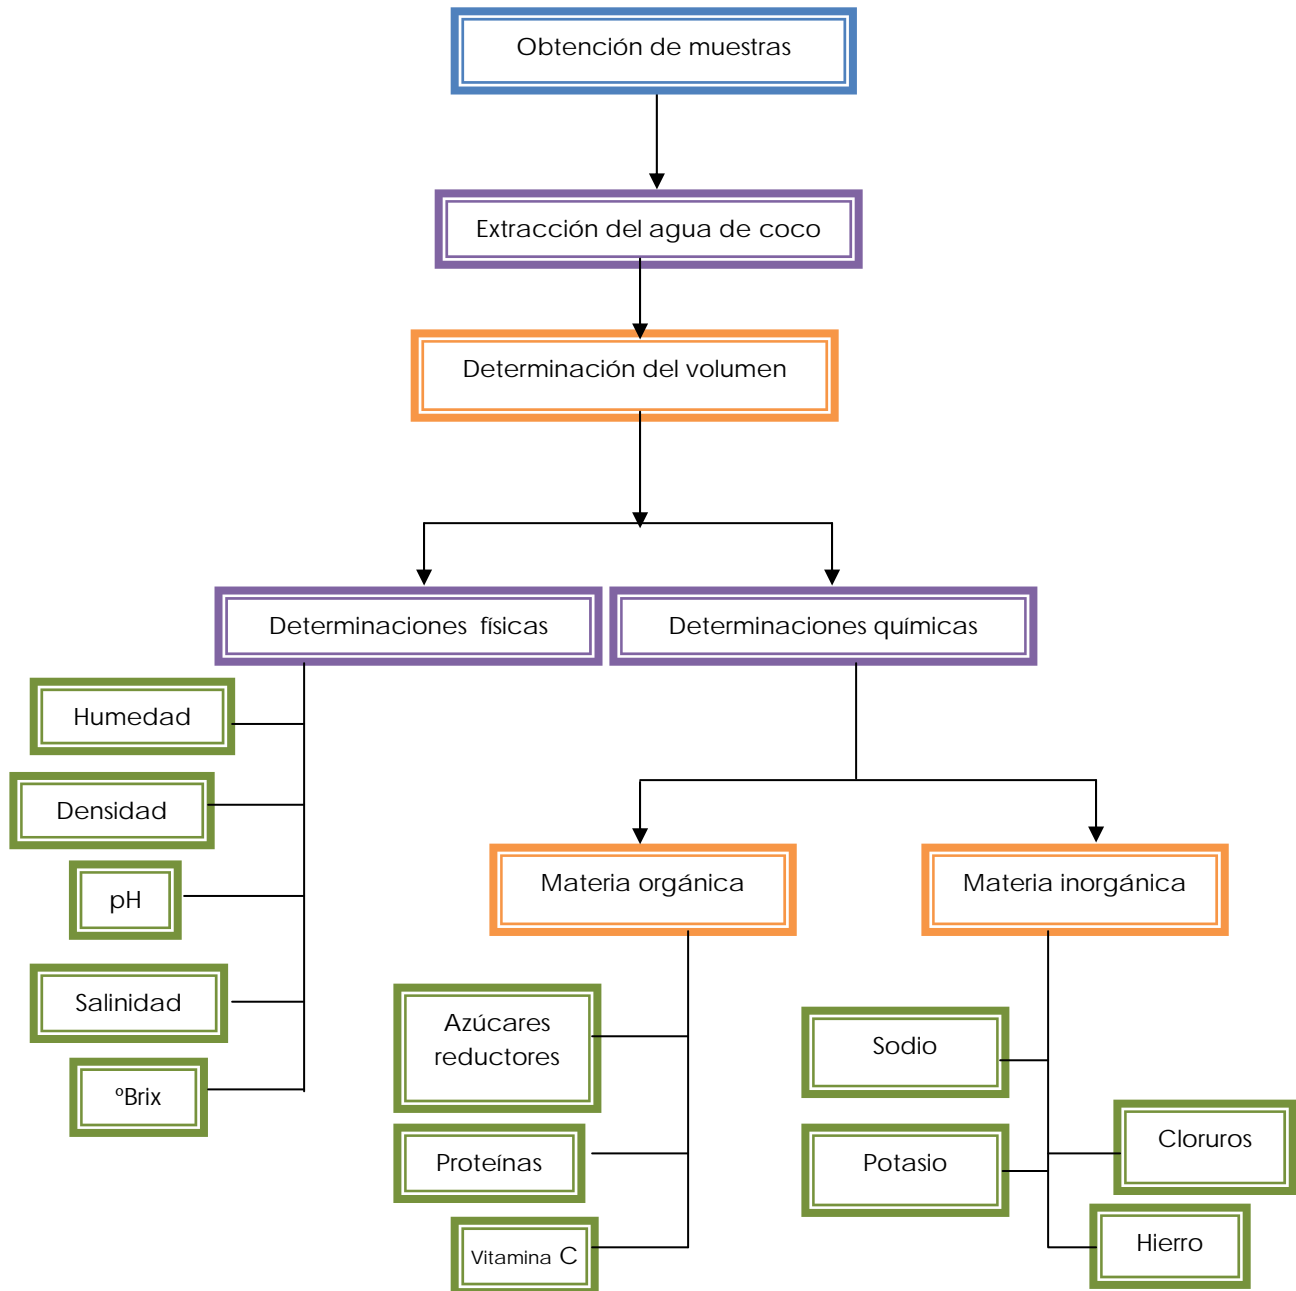 Obtención de muestras
Extracción del agua de coco
Determinación del volumen
Determinaciones físicas
Determinaciones químicas
Humedad
Densidad
pH
Salinidad
ºBrix
Materia orgánica
Materia inorgánica
Azúcares
reductores
Proteínas
Vitamina C
Sodio
Potasio
Cloruros
Hierro